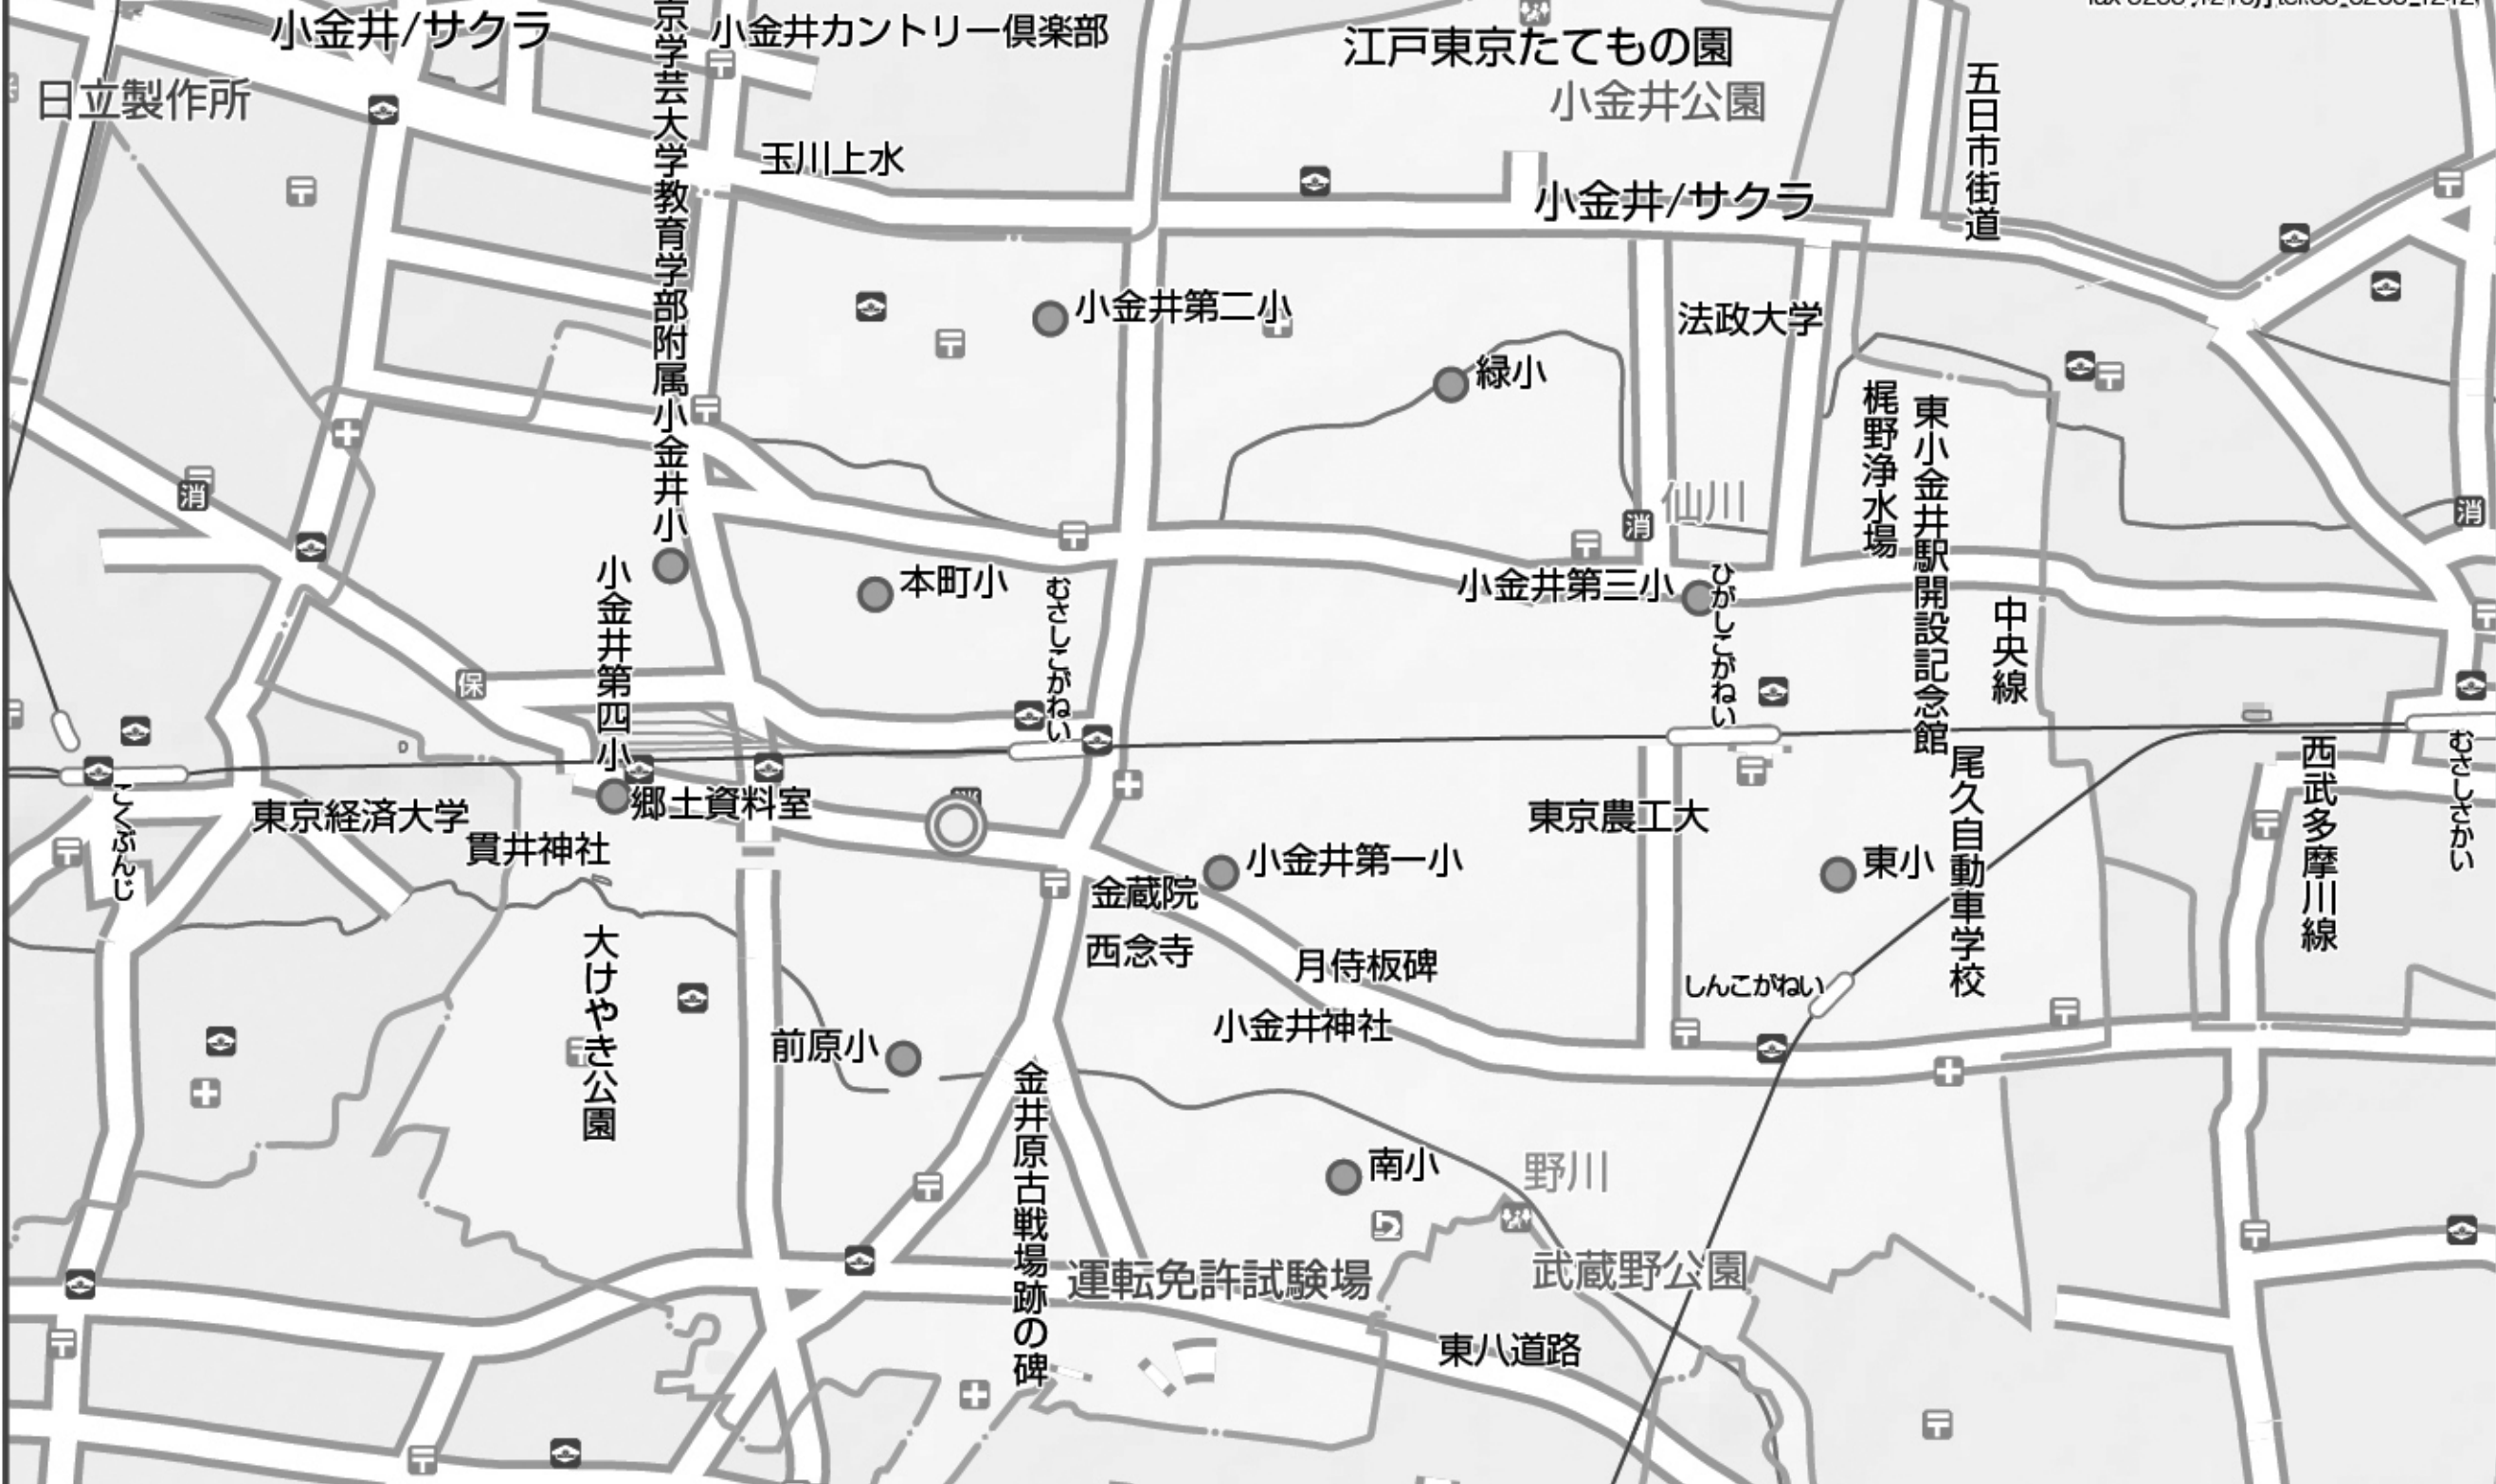 小金井/サクラ
京学芸大学教育学部附属小金井小
小金井カントリー倶楽部
江戸東京たてもの園
小金井公園
日立製作所
五日市街道
玉川上水
小金井/サクラ
小金井第二小
法政大学
緑小
梶野浄水場
東小金井駅開設記念館
消
仙川
消
消
小金井第四小
本町小
むさしこがねい
小金井第三小
ひがしこがねい
中央線
保
こくぶんじ
東京経済大学
郷土資料室
貫井神社
東京農工大
尾久自動車学校
西武多摩川線
むさしさかい
小金井第一小
東小
金蔵院
西念寺
月侍板碑
大けやき公園
しんこがねい
小金井神社
前原小
金井原古戦場跡の碑
南小
野川
運転免許試験場
武蔵野公園
東八道路